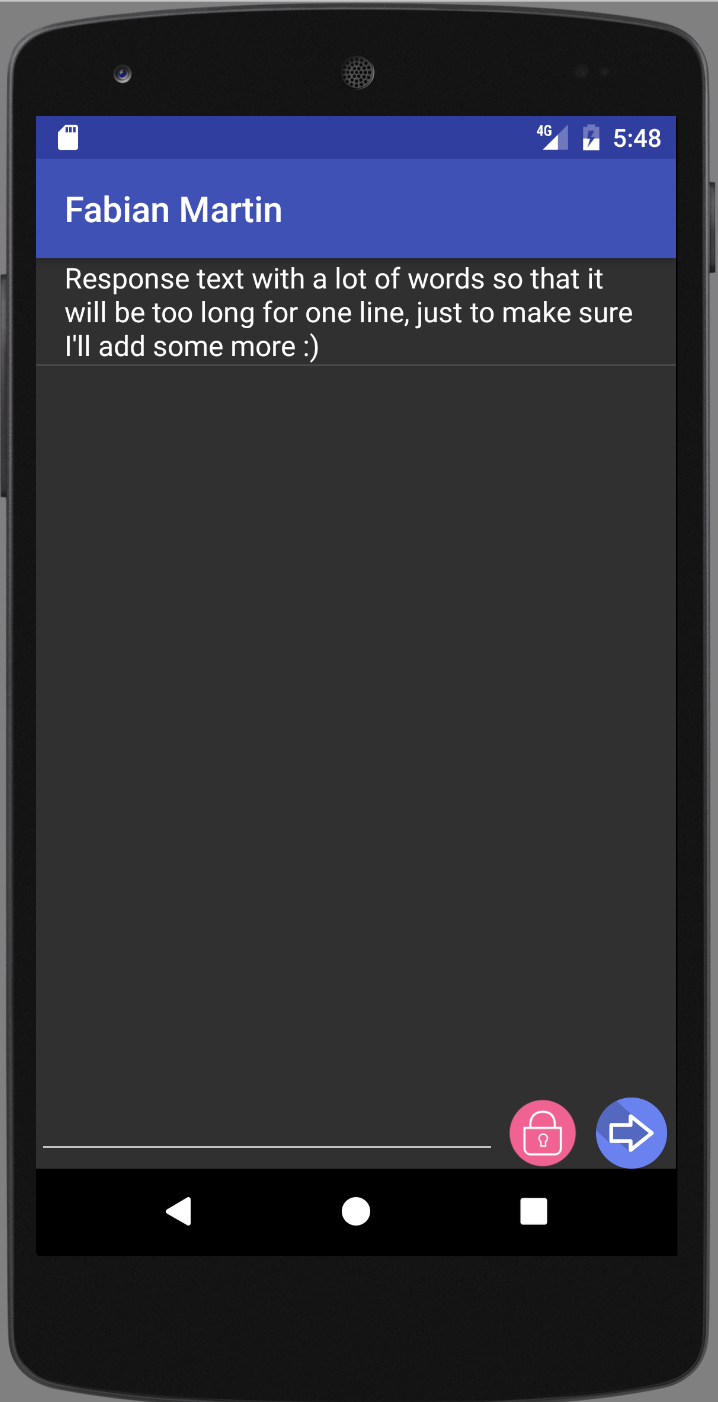 4G 5:48
Fabian Martin
Response text with a lot of words so that it
will be too long for one line, just to make sure
I'll add some more :)